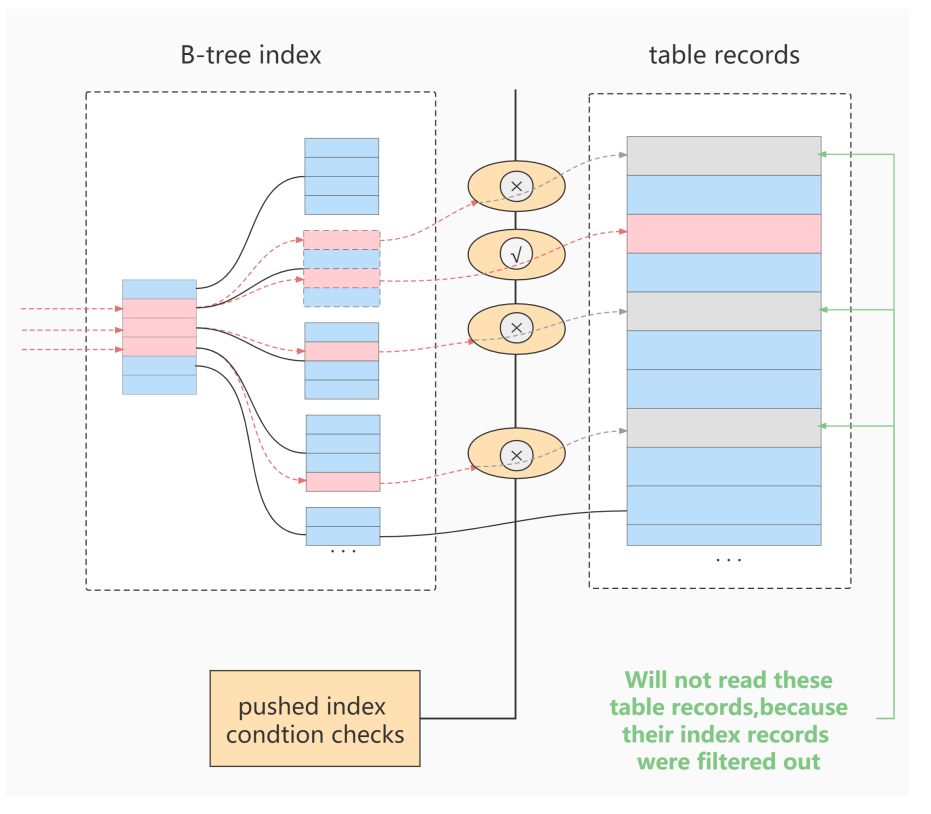 B-tree index
table records
×
√
×
×
. . .
. . .
pushed index
condtion checks
Will not read these
table records,because
their index records
were filtered out